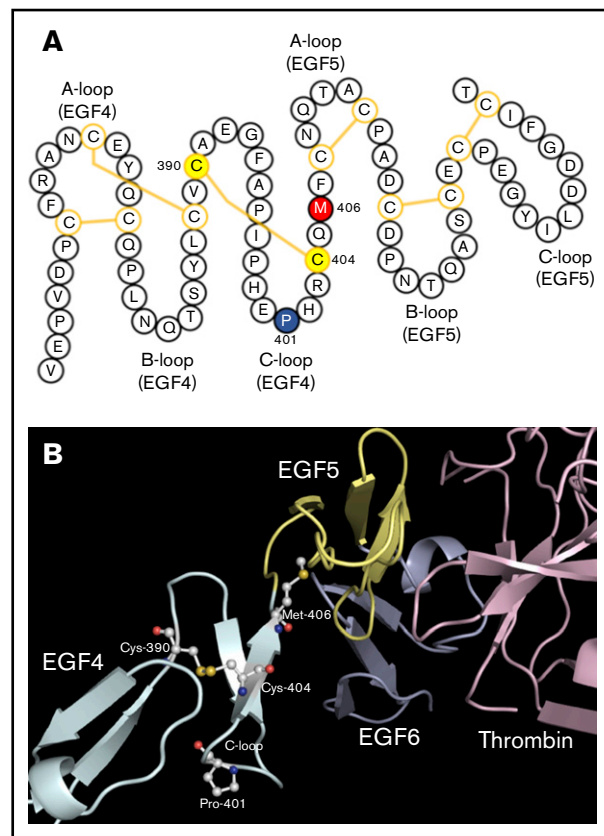 A
A-loop
(EGF4)
A-loop
(EGF5)
V E P V D P C F R A N C E Y Q C Q P L N Q T S Y L C V C A E G F A P I P H E P H R C Q M F C N Q T A C P A D C D P N T Q A S C E C P E G Y I L D D G F I C T
390
406
404
401
B-loop
(EGF4)
C-loop
(EGF4)
B-loop
(EGF5)
C-loop
(EGF5)
B
EGF5
Met-406
Cys-390
EGF4
Cys-404
C-loop
EGF6
Thrombin
Pro-401